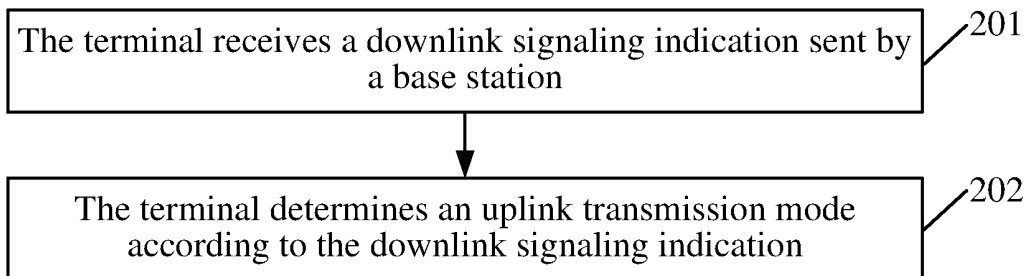 The terminal receives a downlink signaling indication sent by
a base station
201
The terminal determines an uplink transmission mode
according to the downlink signaling indication
202